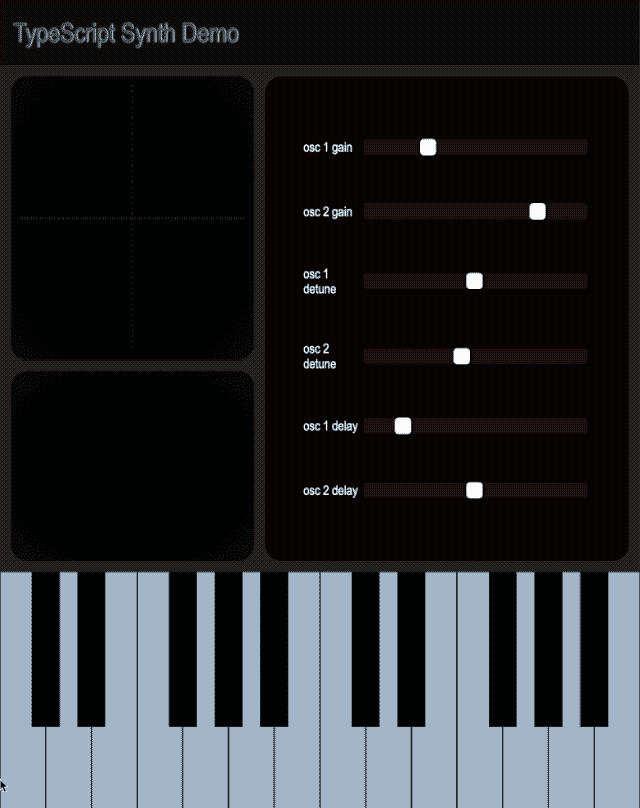 TypeScript Synth Demo
osc 1 gain
osc 2 gain
osc 1
detune
osc 2
detune
osc 1 delay
osc 2 delay